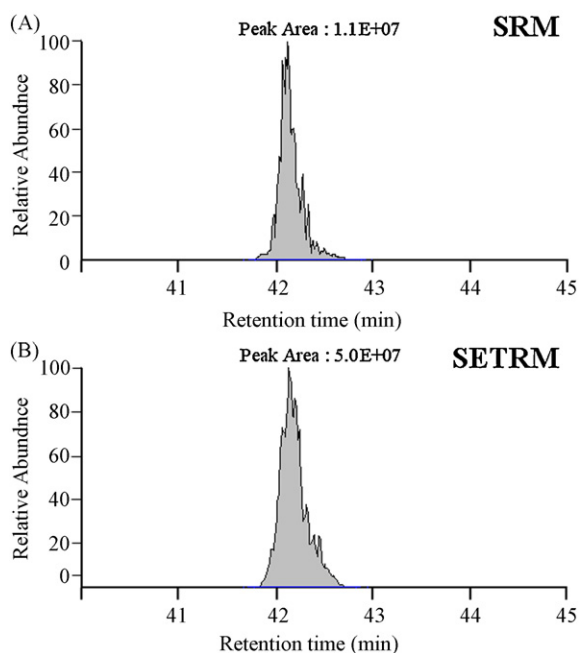 (A)
Peak Area : 1.1E+07
SRM
100
80
60
40
20
0
Relative Abundnce
41
42
43
44
45
Retention time (min)
(B)
Peak Area : 5.0E+07
SETRM
100
80
60
40
20
0
Relative Abundnce
41
42
43
44
45
Retention time (min)